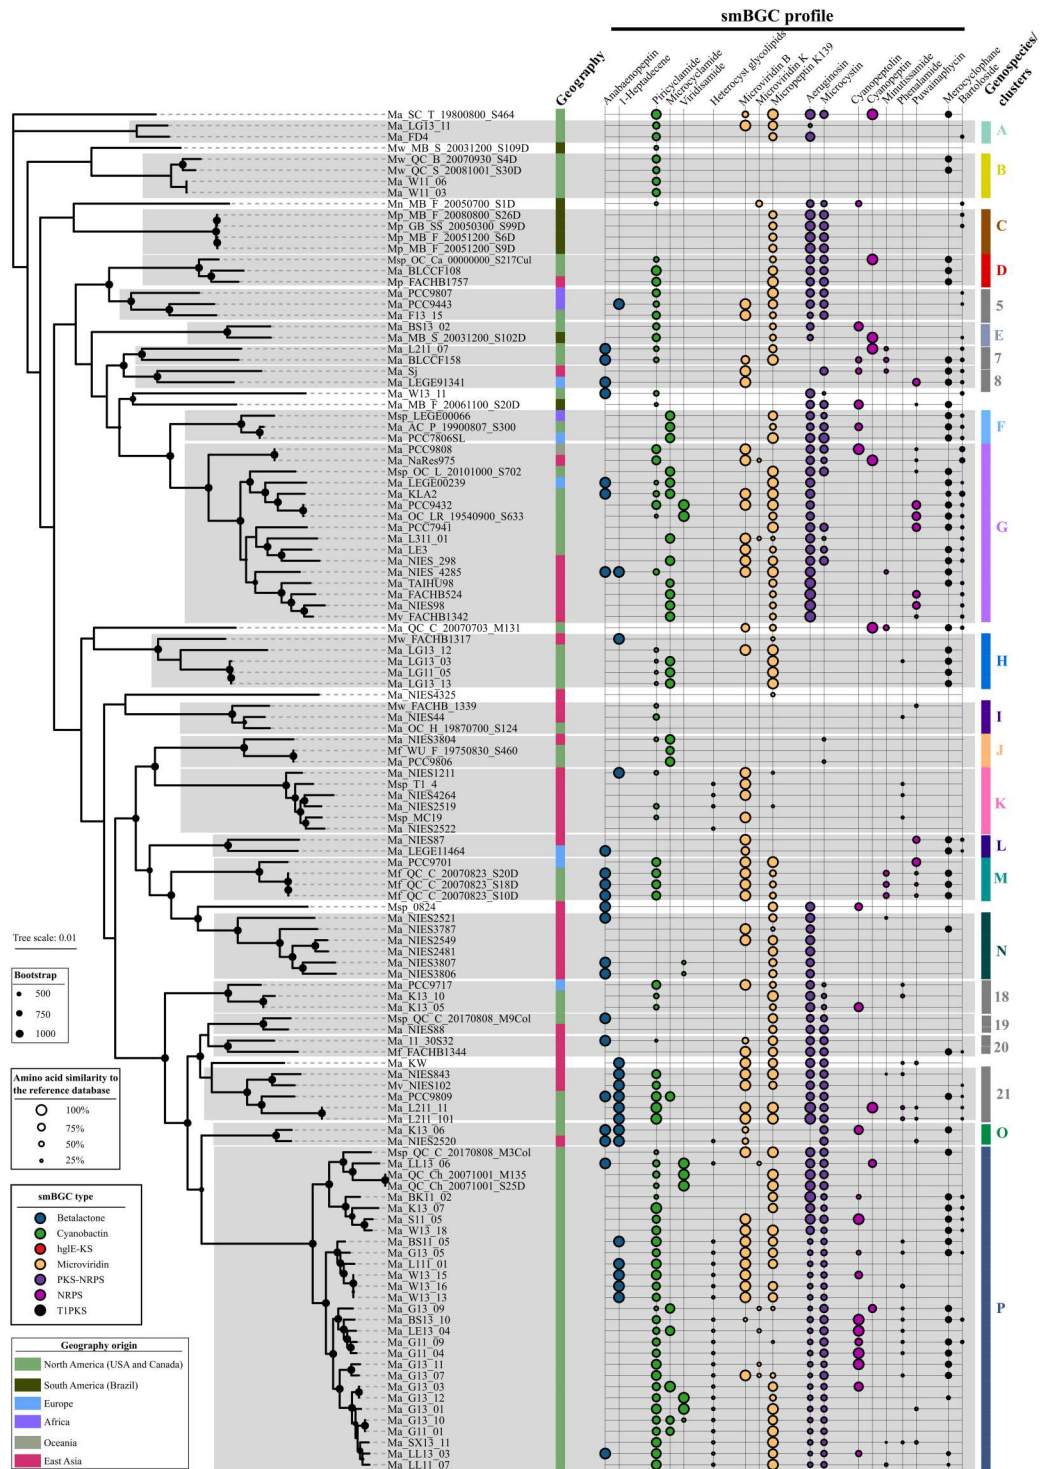 smBGC profile
Geography
Anabaenopeptin
1-Heptadecene
Piricyclamide
Microcyclamide
Viridisamide
Heterocyst glycolipids
Microviridin B
Microviridin K
Micropeptin K139
Aeruginosin
Microcystin
Cyanopeptolin
Cyanopeptin
Minutissamide
Phenalamide
Puwainaphycin
Merocyclophane
Bartoloside
Genospecies/
clusters
Ma_SC_T_19800800_S464
Ma_LG13_11
A
Ma_FD4
Mw_MB_S_20031200_S109D
Mw_QC_B_20070930_S4D
Mw_QC_S_20081001_S30D
B
Ma_W11_06
Ma_W11_03
Mn_MB_F_20050700_S1D
Mp_MB_F_20080800_S26D
Mp_GB_SS_20050300_S99D
C
Mp_MB_F_20051200_S6D
Mp_MB_F_20051200_S9D
Msp_OC_Ca_00000000_S217Cul
Ma_BLCCF108
D
Mp_FACHB1757
Ma_PCC9807
Ma_PCC9443
5
Ma_F13_15
Ma_BS13_02
E
Ma_MB_S_20031200_S102D
Ma_L211_07
7
Ma_BLCCF158
Ma_Sj
8
Ma_LEGE91341
Ma_W13_11
Ma_MB_F_20061100_S20D
Msp_LEGE00066
Ma_AC_P_19900807_S300
F
Ma_PCC7806SL
Ma_PCC9808
Ma_NaRes975
Msp_OC_L_20101000_S702
Ma_LEGE00239
Ma_KLA2
Ma_PCC9432
Ma_OC_LR_19540900_S633
Ma_PCC7941
G
Ma_L311_01
Ma_LE3
Ma_NIES_298
Ma_NIES_4285
Ma_TAIHU98
Ma_FACHB524
Ma_NIES98
Mv_FACHB1342
Ma_QC_C_20070703_M131
Mw_FACHB1317
Ma_LG13_12
Ma_LG13_03
H
Ma_LG11_05
Ma_LG13_13
Ma_NIES4325
Mw_FACHB_1339
Ma_NIES44
I
Ma_OC_H_19870700_S124
Ma_NIES3804
Mf_WU_F_19750830_S460
J
Ma_PCC9806
Ma_NIES1211
Msp_T1_4
Ma_NIES4264
K
Ma_NIES2519
Msp_MC19
Ma_NIES2522
Ma_NIES87
L
Ma_LEGE11464
Ma_PCC9701
Mf_QC_C_20070823_S20D
M
Mf_QC_C_20070823_S18D
Mf_QC_C_20070823_S10D
Msp_0824
Ma_NIES2521
Ma_NIES3787
Ma_NIES2549
N
Ma_NIES2481
Ma_NIES3807
Ma_NIES3806
Ma_PCC9717
Ma_K13_10
18
Ma_K13_05
Msp_QC_C_20170808_M9Col
19
Ma_NIES88
Ma_11_30S32
20
Mf_FACHB1344
Ma_KW
Ma_NIES843
Mv_NIES102
Ma_PCC9809
21
Ma_L211_11
Ma_L211_101
Ma_K13_06
O
Ma_NIES2520
Msp_QC_C_20170808_M3Col
Ma_LL13_06
Ma_QC_Ch_20071001_M135
Ma_QC_Ch_20071001_S25D
Ma_BK11_02
Ma_K13_07
Ma_S11_05
Ma_W13_18
Ma_BS11_05
Ma_G13_05
Ma_L111_01
Ma_W13_15
Ma_W13_16
Ma_W13_13
Ma_G13_09
P
Ma_BS13_10
Ma_LE13_04
Ma_G11_09
Ma_G11_04
Ma_G13_11
Ma_G13_07
Ma_G13_03
Ma_G13_12
Ma_G13_01
Ma_G13_10
Ma_G11_01
Ma_SX13_11
Ma_LL13_03
Ma_LL11_07
Tree scale: 0.01
Bootstrap
500
750
1000
Amino acid similarity to
the reference database
100%
75%
50%
25%
smBGC type
Betalactone
Cyanobactin
hglE-KS
Microviridin
PKS-NRPS
NRPS
T1PKS
Geography origin
North America (USA and Canada)
South America (Brazil)
Europe
Africa
Oceania
East Asia